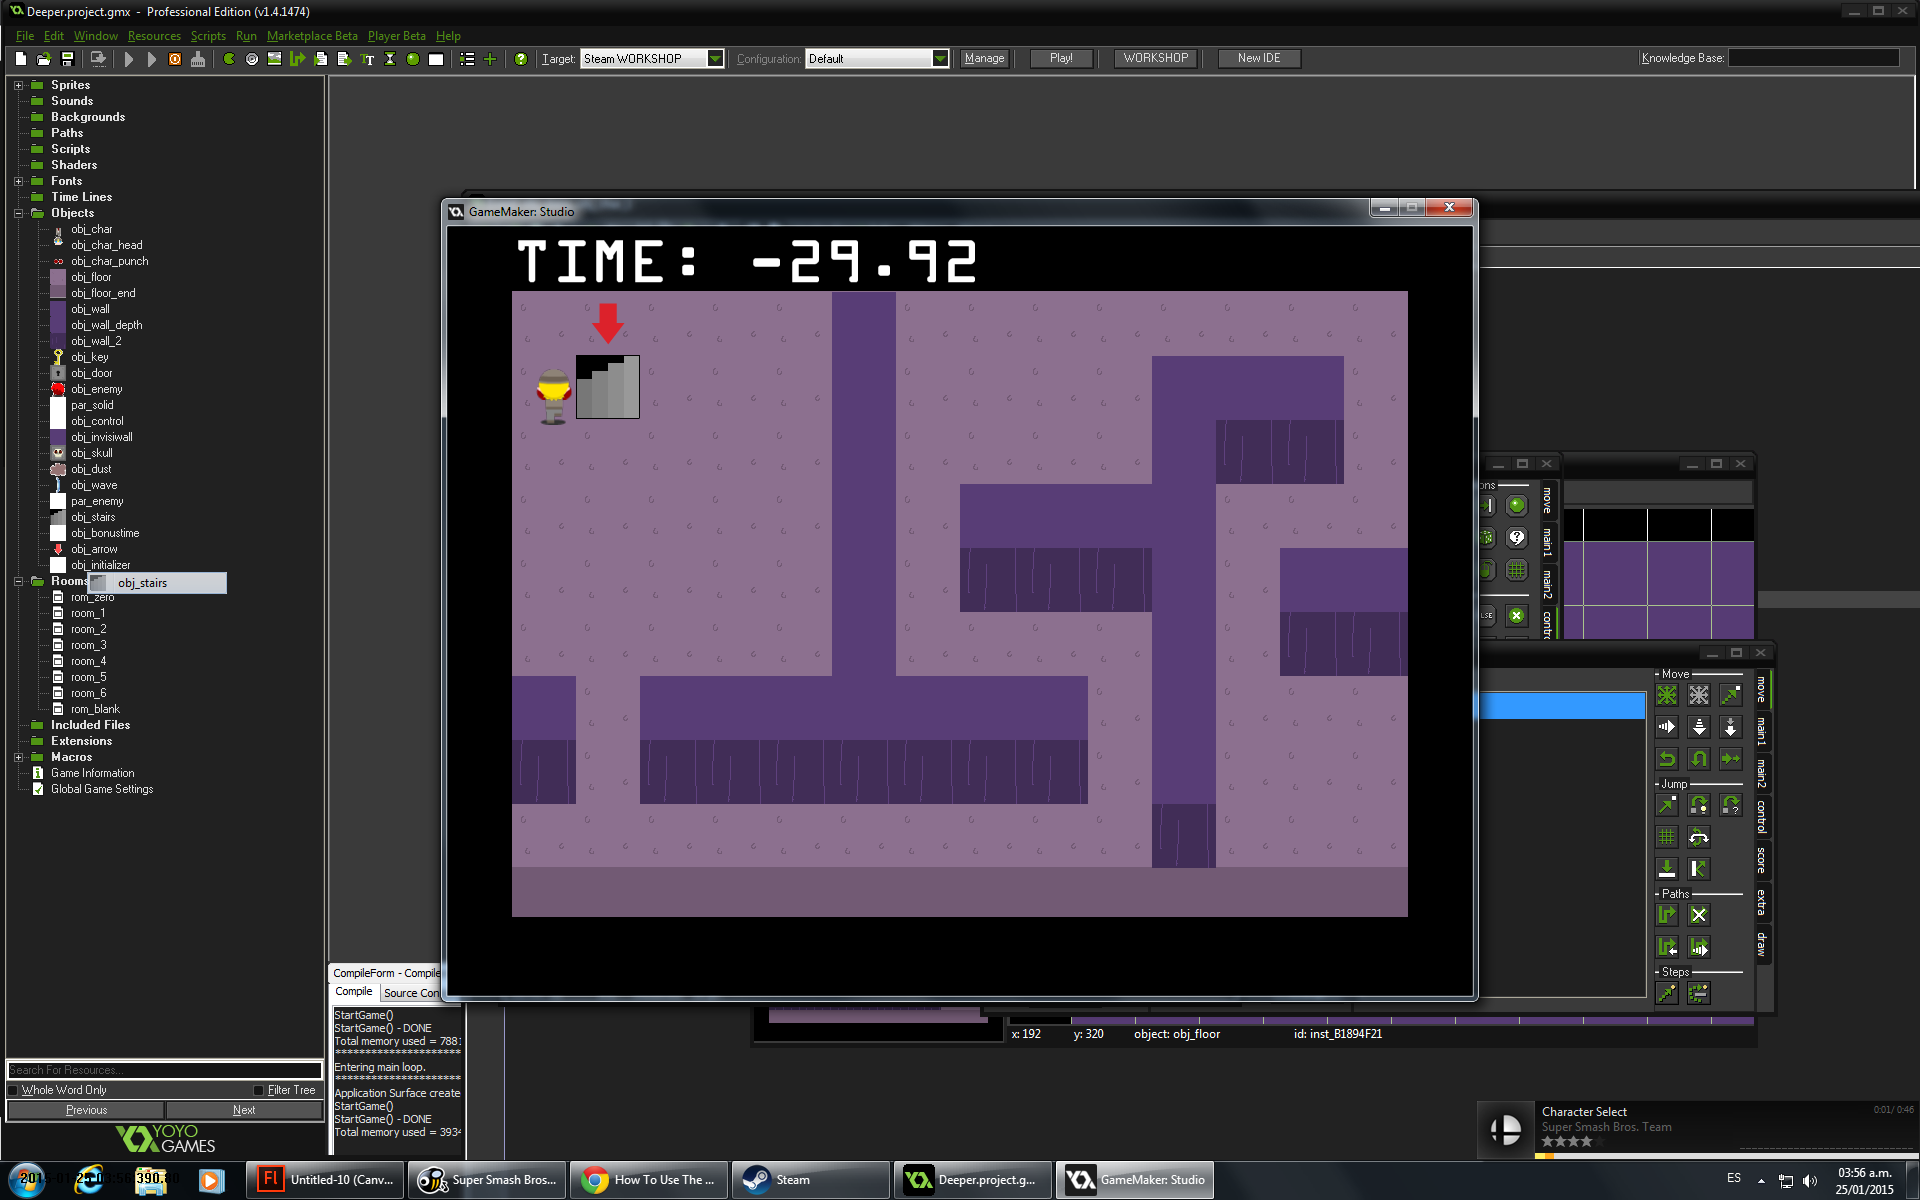 Deeper.project.gmx - Professional Edition (v1.4.1474)
File Edit Window Resources Scripts Run Marketplace Beta Player Beta Help
Target: Steam WORKSHOP Configuration: Default Manage Play! WORKSHOP New IDE Knowledge Base:
Sprites
Sounds
Backgrounds
Paths
Scripts
Shaders
Fonts
Time Lines
Objects
obj_char
obj_char_head
obj_char_punch
obj_floor
obj_floor_end
obj_wall
obj_wall_depth
obj_wall_2
obj_key
obj_door
obj_enemy
par_solid
obj_control
obj_invisiwall
obj_skull
obj_dust
obj_wave
par_enemy
obj_stairs
obj_bonustime
obj_arrow
obj_initializer
Rooms
obj_stairs
rom_zero
room_1
room_2
room_3
room_4
room_5
room_6
rom_blank
Included Files
Extensions
Macros
Game Information
Global Game Settings
Search For Resources...
Whole Word Only Filter Tree
Previous Next
YOYO
GAMES
GameMaker: Studio
TIME: -29.92
move
main1
main2
contro
Move
Jump
Paths
Steps
move
main1
main2
control
score
extra
draw
CompileForm - Compile
Compile Source Con
StartGame()
StartGame() - DONE
Total memory used = 788
**********************
Entering main loop.
**********************
Application Surface create
StartGame()
StartGame() - DONE
Total memory used = 393
x: 192 y: 320 object: obj_floor id: inst_B1894F21
Character Select 0:01/ 0:46
Super Smash Bros. Team
Untitled-10 (Canv... Super Smash Bros... How To Use The ... Steam Deeper.project.g... GameMaker: Studio
ES 03:56 a.m.
25/01/2015